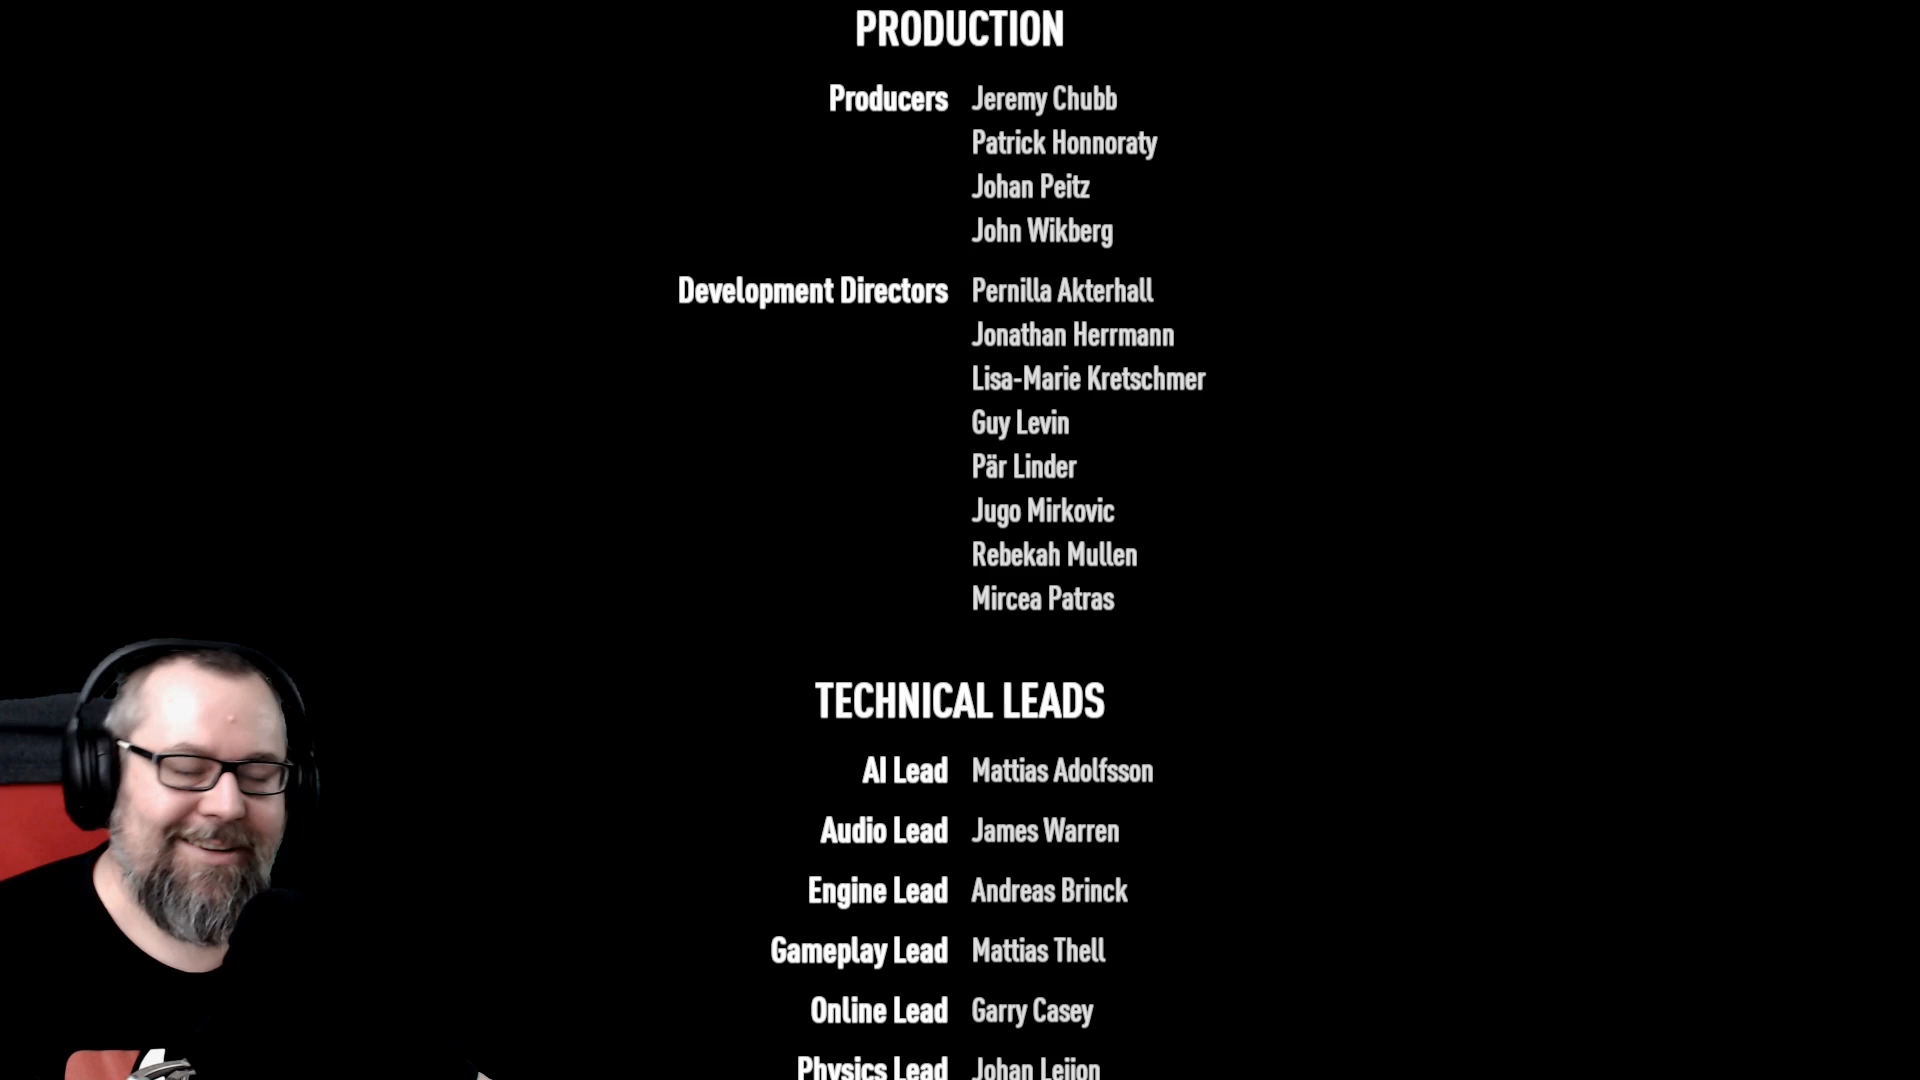 PRODUCTION
Producers Jeremy Chubb
Patrick Honnoraty
Johan Peitz
John Wikberg
Development Directors Pernilla Akterhall
Jonathan Herrmann
Lisa-Marie Kretschmer
Guy Levin
Pär Linder
Jugo Mirkovic
Rebekah Mullen
Mircea Patras
TECHNICAL LEADS
AI Lead Mattias Adolfsson
Audio Lead James Warren
Engine Lead Andreas Brinck
Gameplay Lead Mattias Thell
Online Lead Garry Casey
Physics Lead Johan Leijon